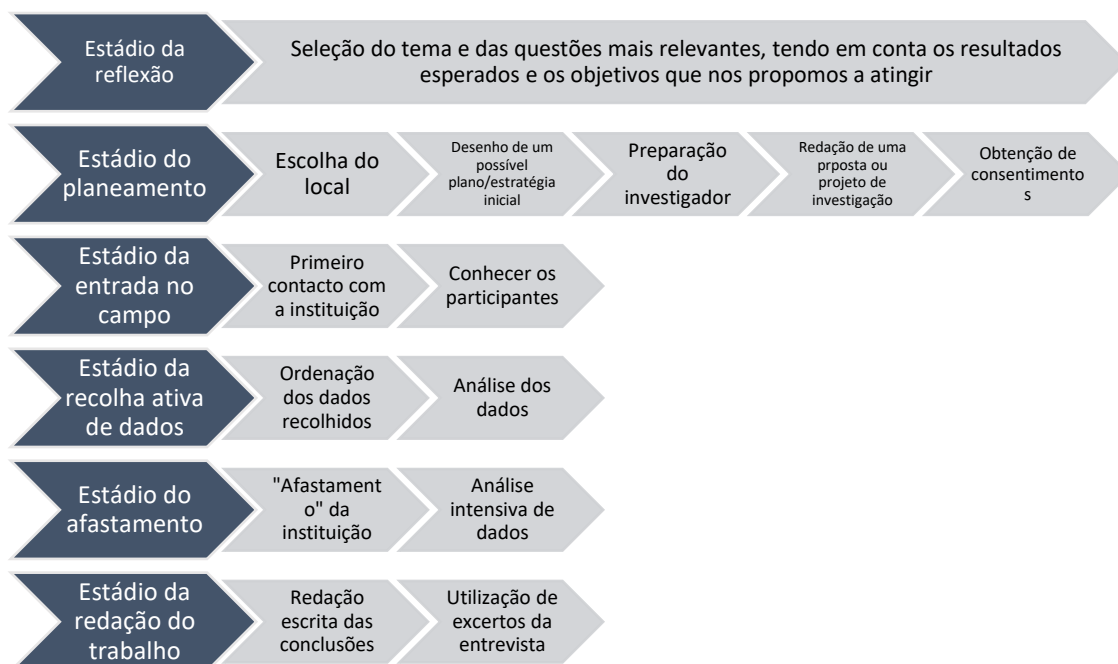 Estádio da
reflexão
Seleção do tema e das questões mais relevantes, tendo em conta os resultados
esperados e os objetivos que nos propomos a atingir
Estádio do
planeamento
Escolha do
local
Desenho de um
possível
plano/estratégia
inicial
Preparação
do
investigador
Redação de uma
prposta ou
projeto de
investigação
Obtenção de
consentimento
s
Estádio da
entrada no
campo
Primeiro
contacto com
a instituição
Conhecer os
participantes
Estádio da
recolha ativa
de dados
Ordenação
dos dados
recolhidos
Análise dos
dados
Estádio do
afastamento
"Afastament
o" da
instituição
Análise
intensiva de
dados
Estádio da
redação do
trabalho
Redação
escrita das
conclusões
Utilização de
excertos da
entrevista